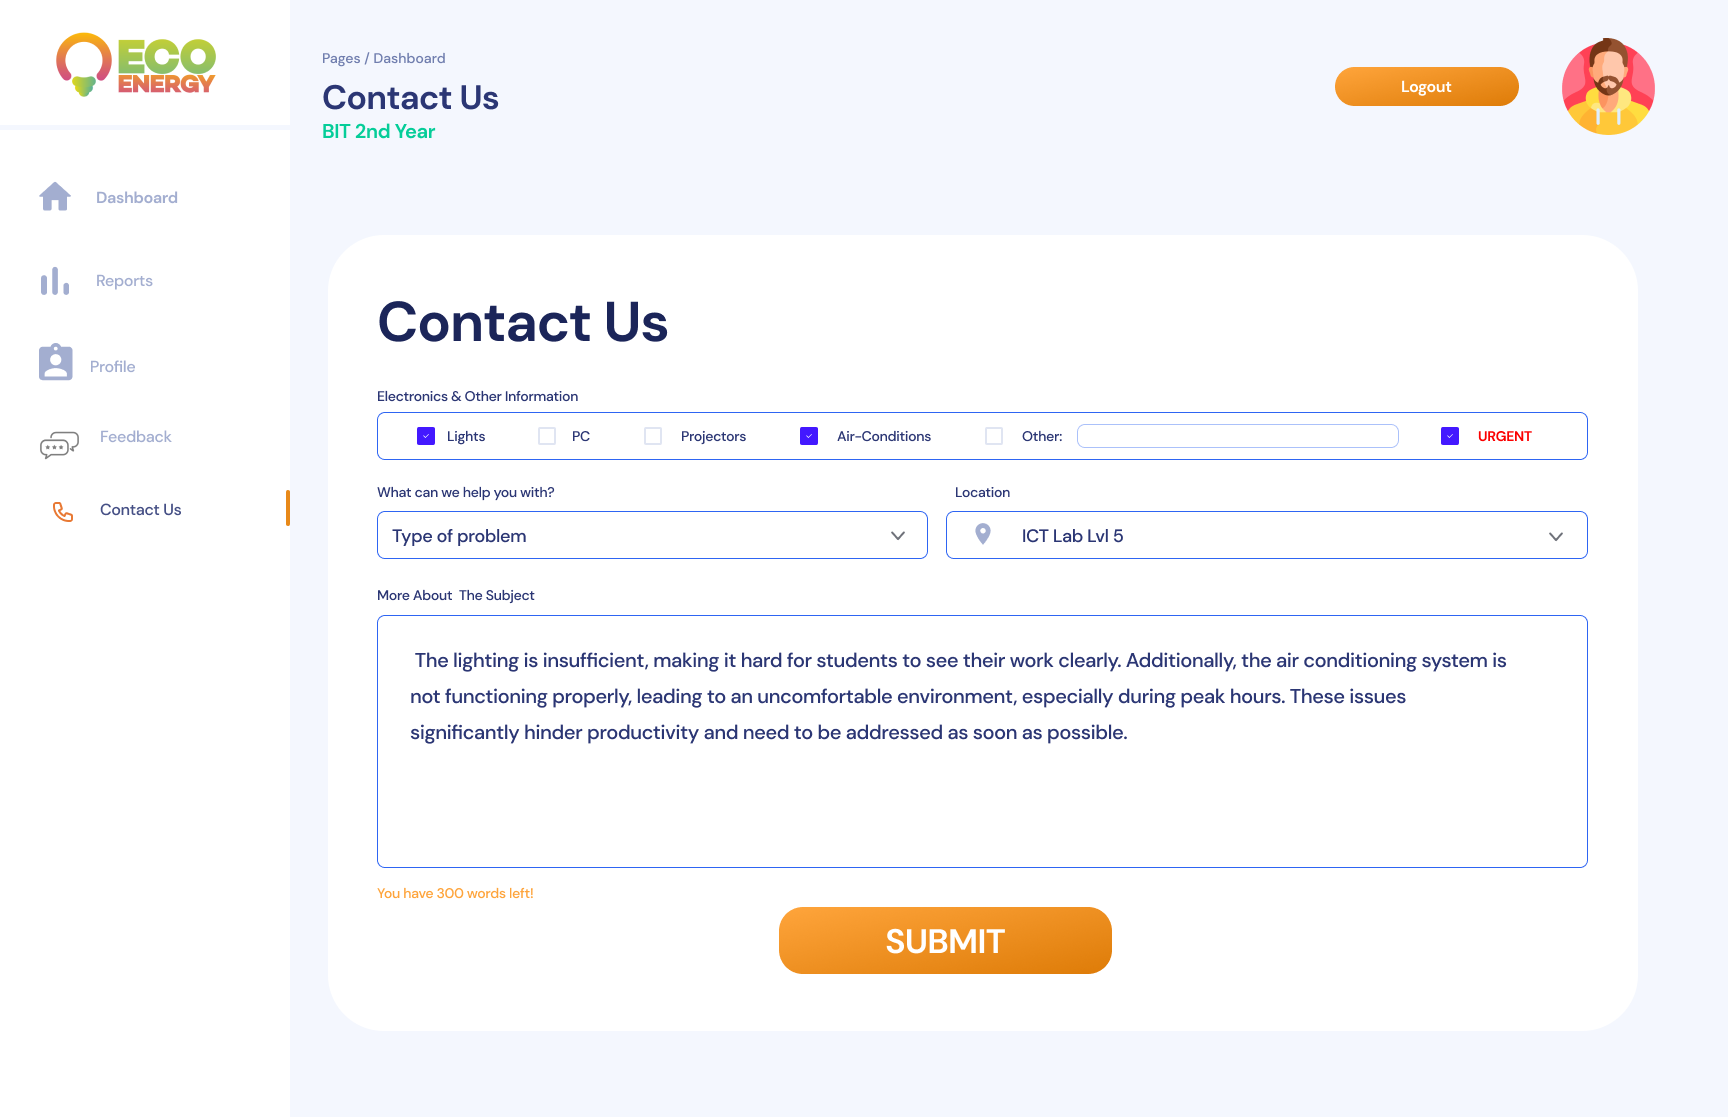 ECO
ENERGY
Dashboard
Reports
Profile
Feedback
Contact Us
Pages / Dashboard
Contact Us
BIT 2nd Year
Logout
Contact Us
Electronics & Other Information
Lights PC Projectors Air-Conditions Other: URGENT
What can we help you with? Location
Type of problem ICT Lab Lvl 5
More About The Subject
The lighting is insufficient, making it hard for students to see their work clearly. Additionally, the air conditioning system is
not functioning properly, leading to an uncomfortable environment, especially during peak hours. These issues
significantly hinder productivity and need to be addressed as soon as possible.
You have 300 words left!
SUBMIT